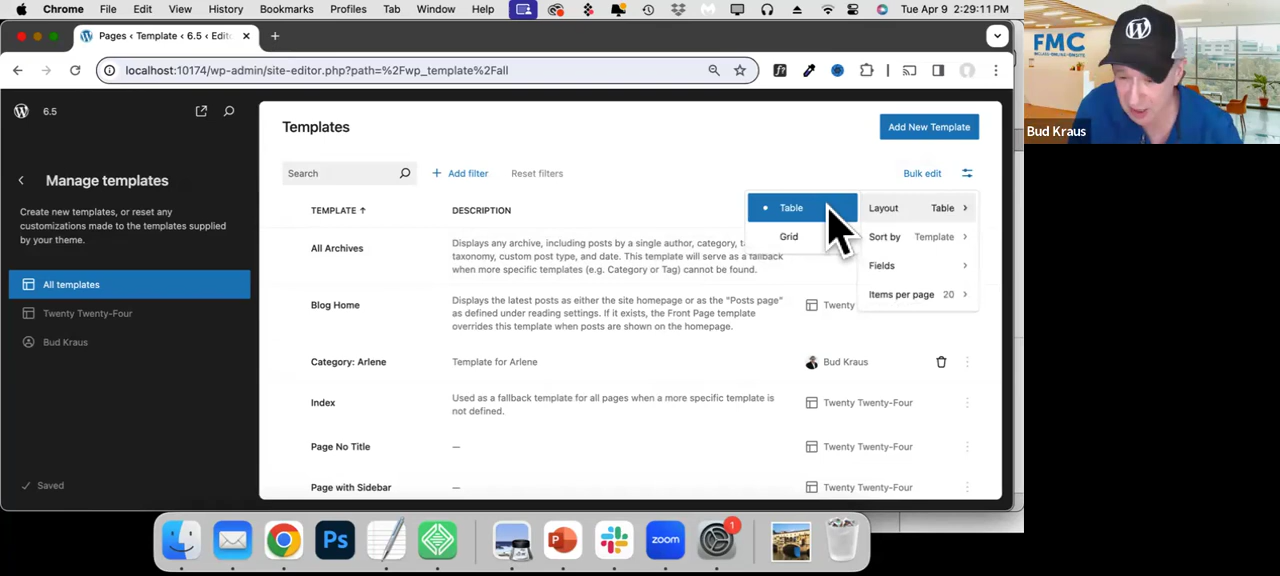 Chrome File Edit View History Bookmarks Profiles Tab Window Help Tue Apr 9 2:29:11 PM
Pages ‹ Template ‹ 6.5 ‹ Edit
localhost:10174/wp-admin/site-editor.php?path=%2Fwp_template%2Fall
6.5
Manage templates
Create new templates, or reset any
customizations made to the templates supplied
by your theme.
All templates
Twenty Twenty-Four
Bud Kraus
Saved
Templates
Add New Template
Search
+ Add filter
Reset filters
Bulk edit
TEMPLATE ↑
DESCRIPTION
Table
Grid
Layout Table
Sort by Template
Fields
Items per page 20
All Archives
Displays any archive, including posts by a single author, category,
taxonomy, custom post type, and date. This template will serve as a fallback
when more specific templates (e.g. Category or Tag) cannot be found.
Blog Home
Displays the latest posts as either the site homepage or as the "Posts page"
as defined under reading settings. If it exists, the Front Page template
overrides this template when posts are shown on the homepage.
Twenty
Category: Arlene
Template for Arlene
Bud Kraus
Index
Used as a fallback template for all pages when a more specific template is
not defined.
Twenty Twenty-Four
Page No Title
—
Twenty Twenty-Four
Page with Sidebar
—
Twenty Twenty-Four
Ps
zoom
1
FMC
Bud Kraus